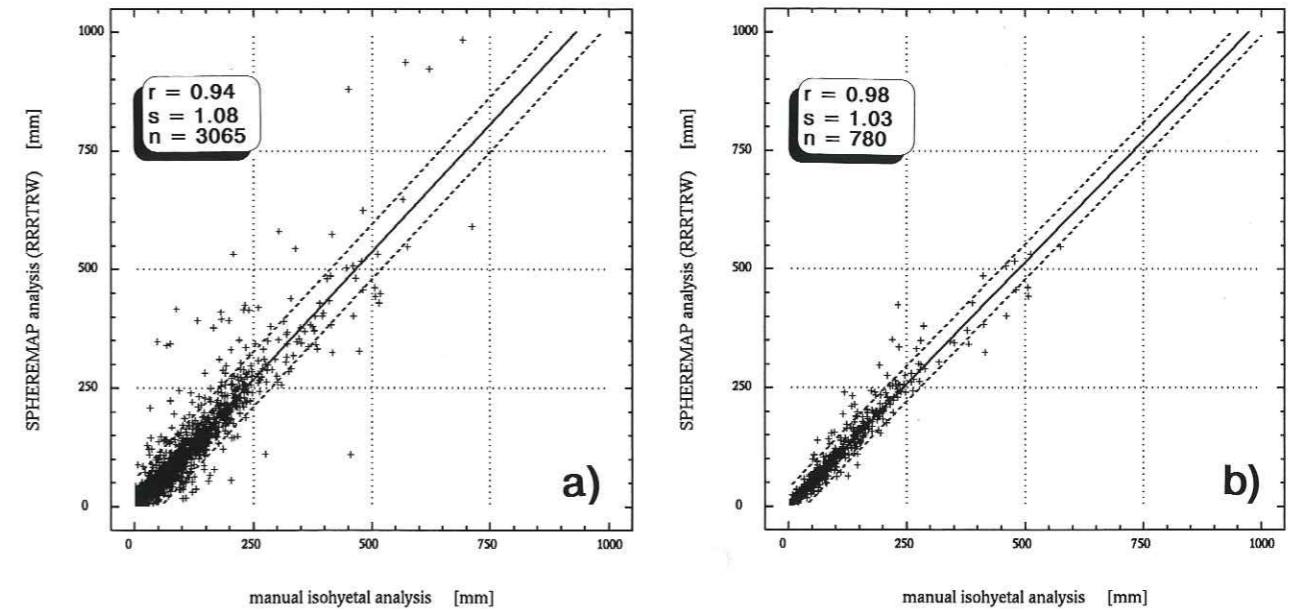 1000
750
500
250
0
SPHEREMAP analysis (RRRTRW) [mm]
r = 0.94
s = 1.08
n = 3065
a)
0 250 500 750 1000
manual isohyetal analysis [mm]
1000
750
500
250
0
SPHEREMAP analysis (RRRTRW) [mm]
r = 0.98
s = 1.03
n = 780
b)
0 250 500 750 1000
manual isohyetal analysis [mm]